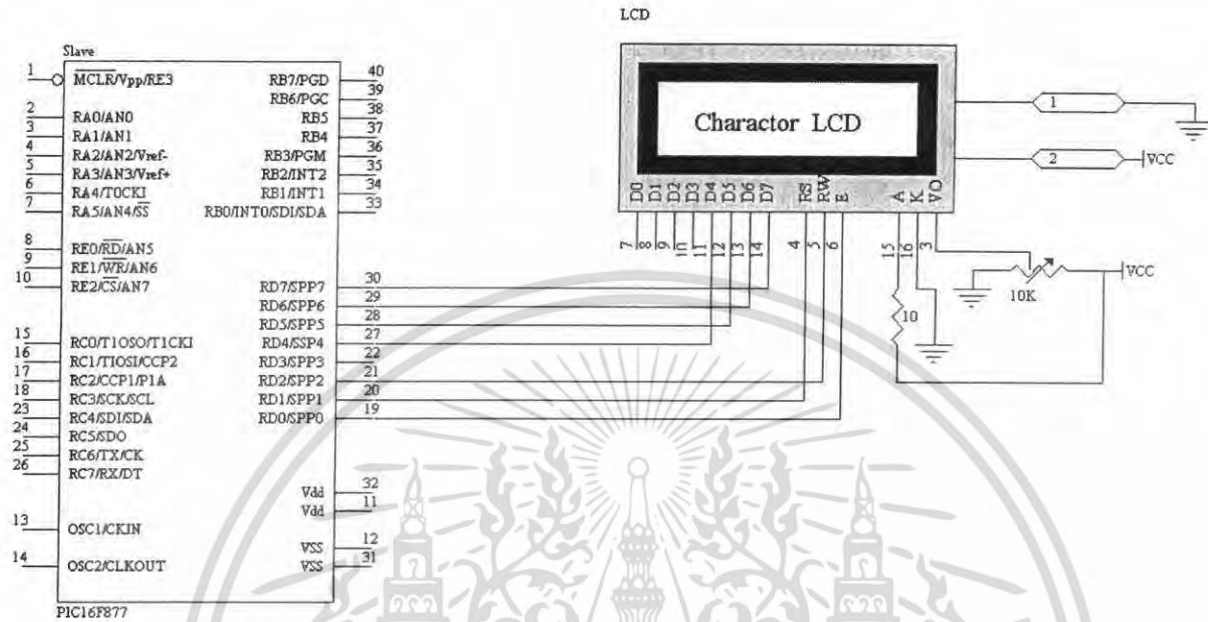 LCD
Slave
1 MCLR/Vpp/RE3
2 RA0/AN0
3 RA1/AN1
4 RA2/AN2/Vref-
5 RA3/AN3/Vref+
6 RA4/T0CKI
7 RA5/AN4/SS
8 RE0/RD/AN5
9 RE1/WR/AN6
10 RE2/CS/AN7
15 RC0/T1OSO/T1CKI
16 RC1/TIOSI/CCP2
17 RC2/CCP1/P1A
18 RC3/SCK/SCL
23 RC4/SDI/SDA
24 RC5/SDO
25 RC6/TX/CK
26 RC7/RX/DT
13 OSC1/CKIN
14 OSC2/CLKOUT
RB7/PGD 40
RB6/PGC 39
RB5 38
RB4 37
RB3/PGM 36
RB2/INT2 35
RB1/INT1 34
RB0/INT0/SDI/SDA 33
RD7/SPP7 30
RD6/SPP6 29
RD5/SPP5 28
RD4/SSP4 27
RD3/SPP3 22
RD2/SPP2 21
RD1/SPP1 20
RD0/SPP0 19
Vdd 32
Vdd 11
VSS 12
VSS 31
PIC16F877
Charactor LCD
D0 D1 D2 D3 D4 D5 D6 D7 RS RW E A K VO
7 8 9 10 11 12 13 14 4 5 6 15 16 3
1
2 VCC
VCC
10K
10